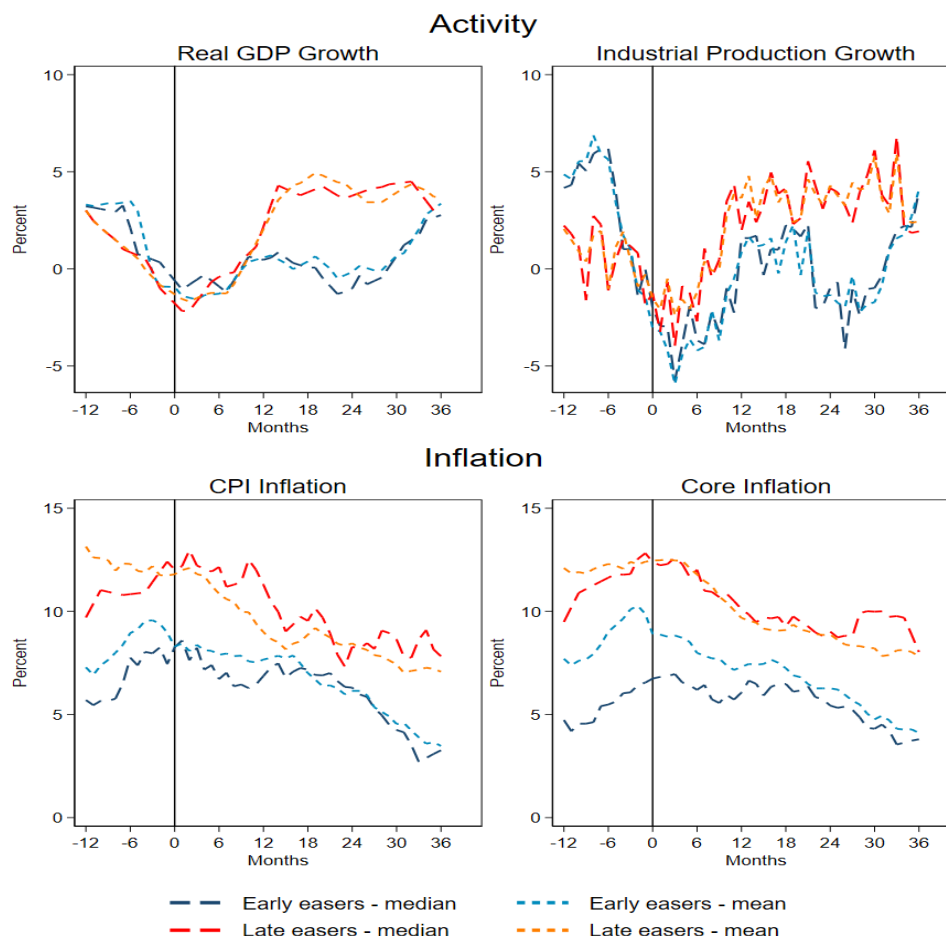 Activity
Real GDP Growth
Industrial Production Growth
Percent
10
5
0
-5
-12 -6 0 6 12 18 24 30 36
Months
Percent
10
5
0
-5
-12 -6 0 6 12 18 24 30 36
Months
Inflation
CPI Inflation
Core Inflation
Percent
15
10
5
0
-12 -6 0 6 12 18 24 30 36
Months
Percent
15
10
5
0
-12 -6 0 6 12 18 24 30 36
Months
Early easers - median
Early easers - mean
Late easers - median
Late easers - mean